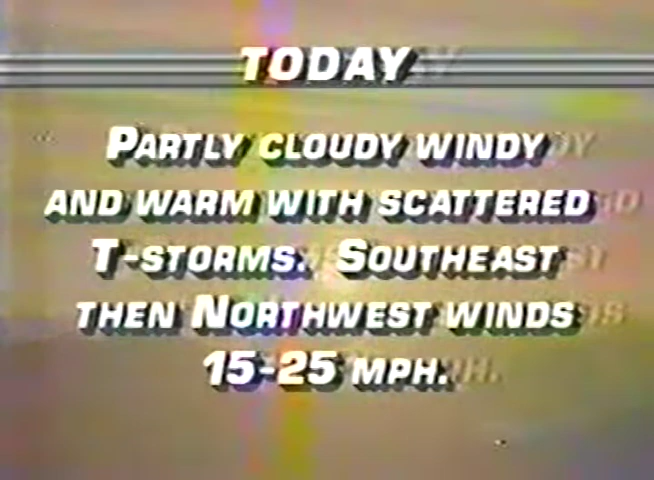 TODAY
PARTLY CLOUDY WINDY
AND WARM WITH SCATTERED
T-STORMS. SOUTHEAST
THEN NORTHWEST WINDS
15-25 MPH.